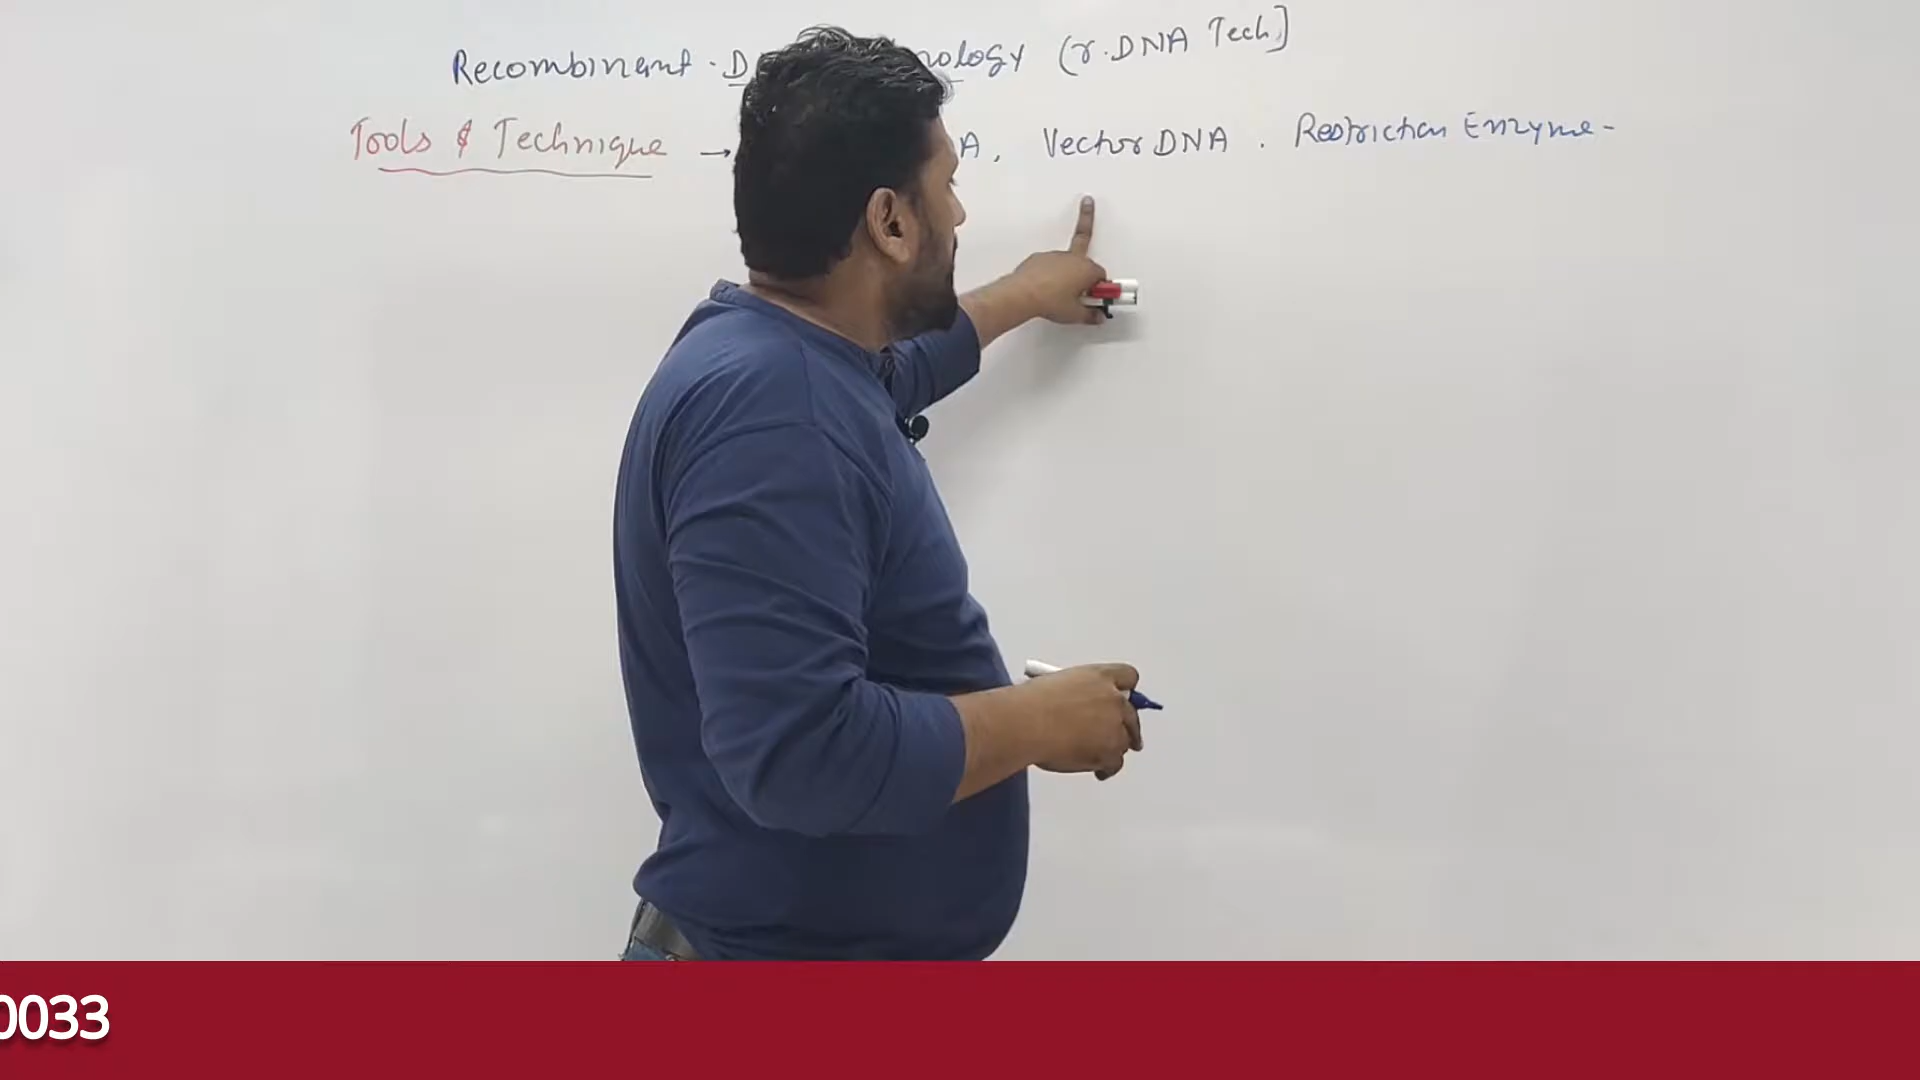 Recombinant · D nology (r.DNA Tech]
Tools & Technique → A, Vector DNA . Restriction Enzyme -
0033